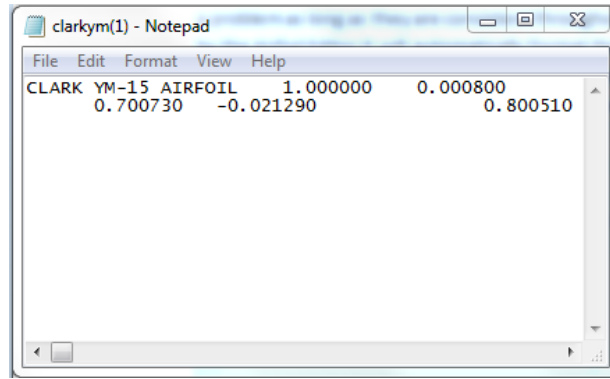 clarkym(1) - Notepad
File Edit Format View Help
CLARK YM-15 AIRFOIL 1.000000 0.000800
0.700730 -0.021290 0.800510